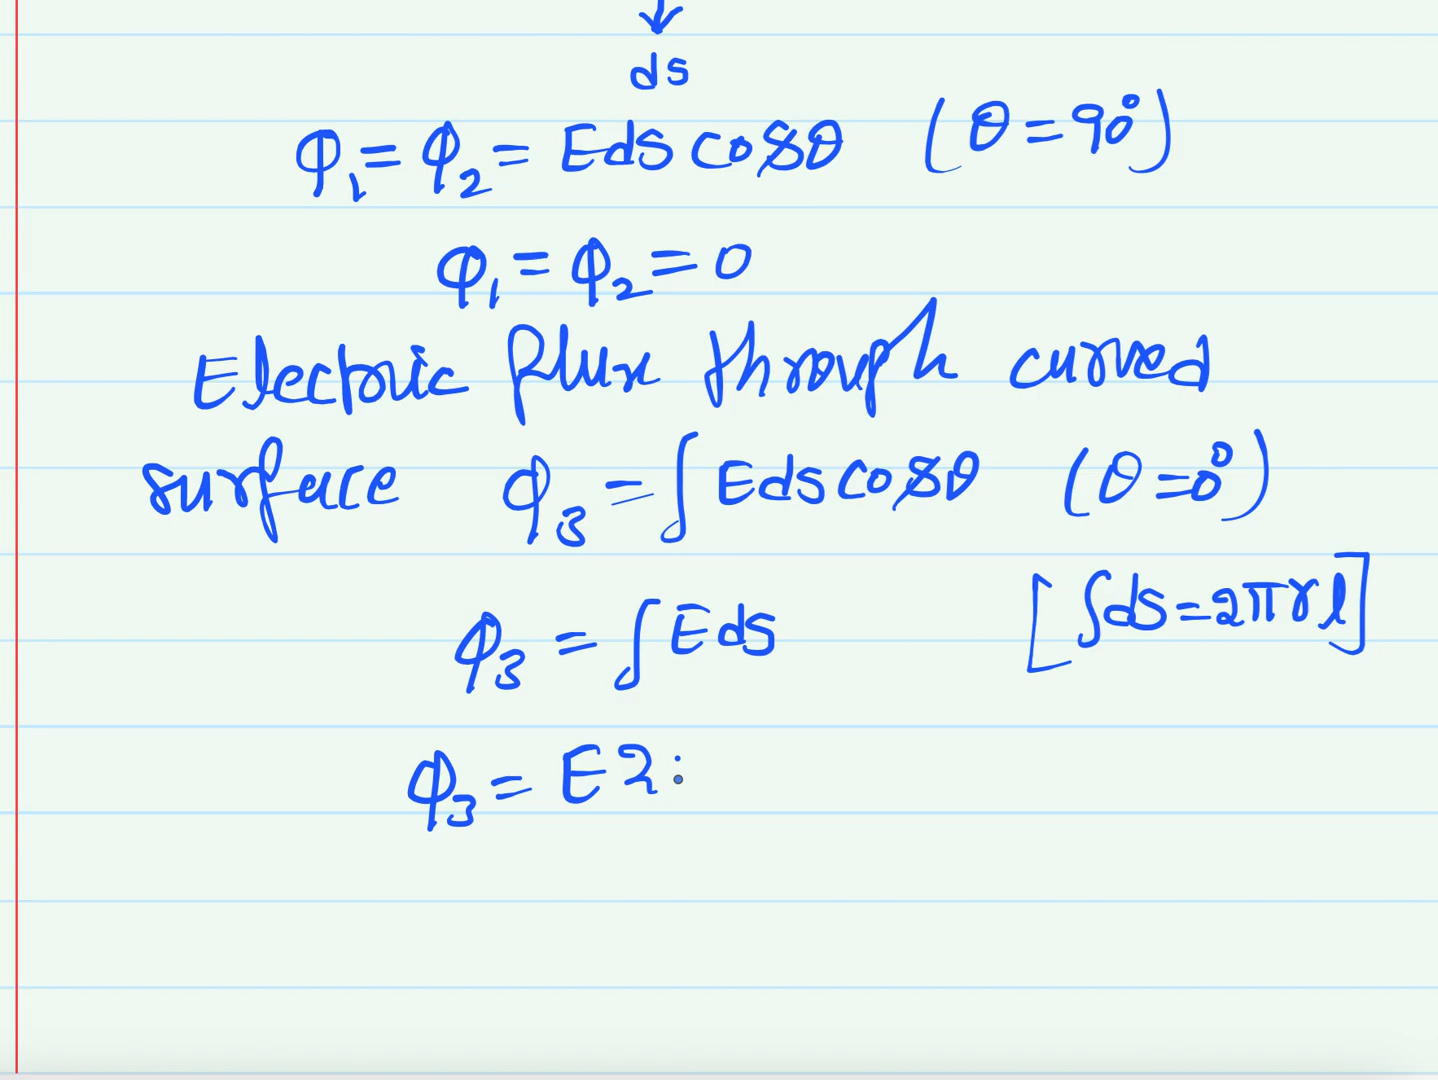 ds
φ₁ = φ₂ = Eds cosθ (θ = 90°)
φ₁ = φ₂ = 0
Electric flux through curved
surface φ₃ = ∫Eds cosθ (θ = 0°)
φ₃ = ∫Eds [∫ds = 2πrl]
φ₃ = E2